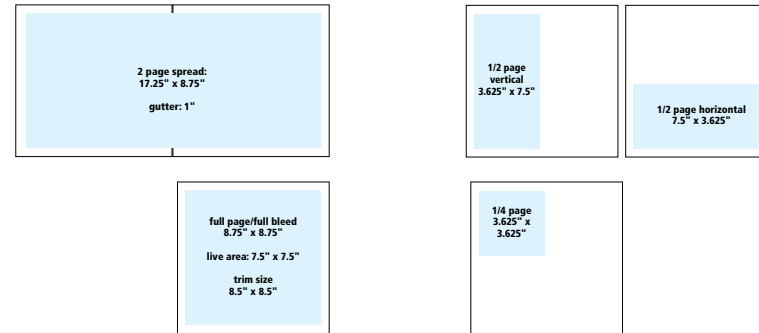 2 page spread:
17.25" x 8.75"
gutter: 1"
1/2 page
vertical
3.625" x 7.5"
1/2 page horizontal
7.5" x 3.625"
full page/full bleed
8.75" x 8.75"
live area: 7.5" x 7.5"
trim size
8.5" x 8.5"
1/4 page
3.625" x
3.625"